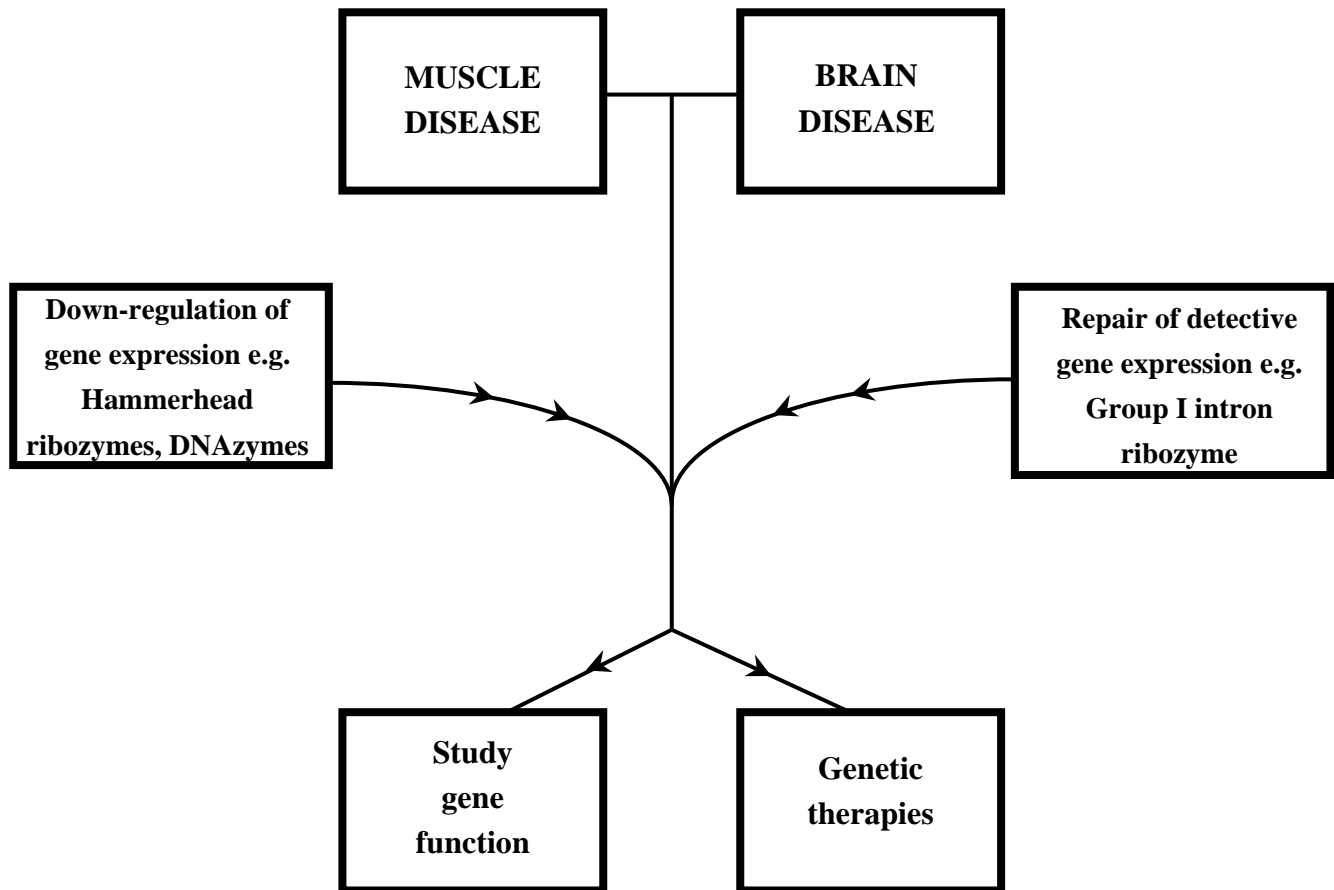 MUSCLE
DISEASE
BRAIN
DISEASE
Down-regulation of
gene expression e.g.
Hammerhead
ribozymes, DNAzymes
Repair of detective
gene expression e.g.
Group I intron
ribozyme
Study
gene
function
Genetic
therapies